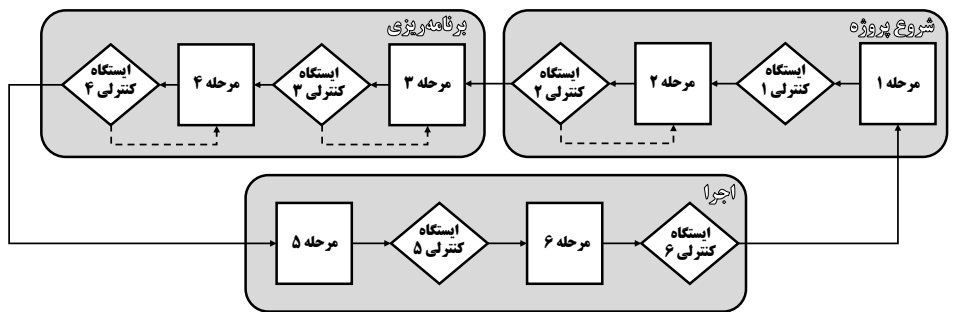 شروع پروژه
مرحله ۱
ایستگاه
کنترلی ۱
مرحله ۲
ایستگاه
کنترلی ۲
برنامه‌ریزی
مرحله ۳
ایستگاه
کنترلی ۳
مرحله ۴
ایستگاه
کنترلی ۴
اجرا
مرحله ۵
ایستگاه
کنترلی ۵
مرحله ۶
ایستگاه
کنترلی ۶